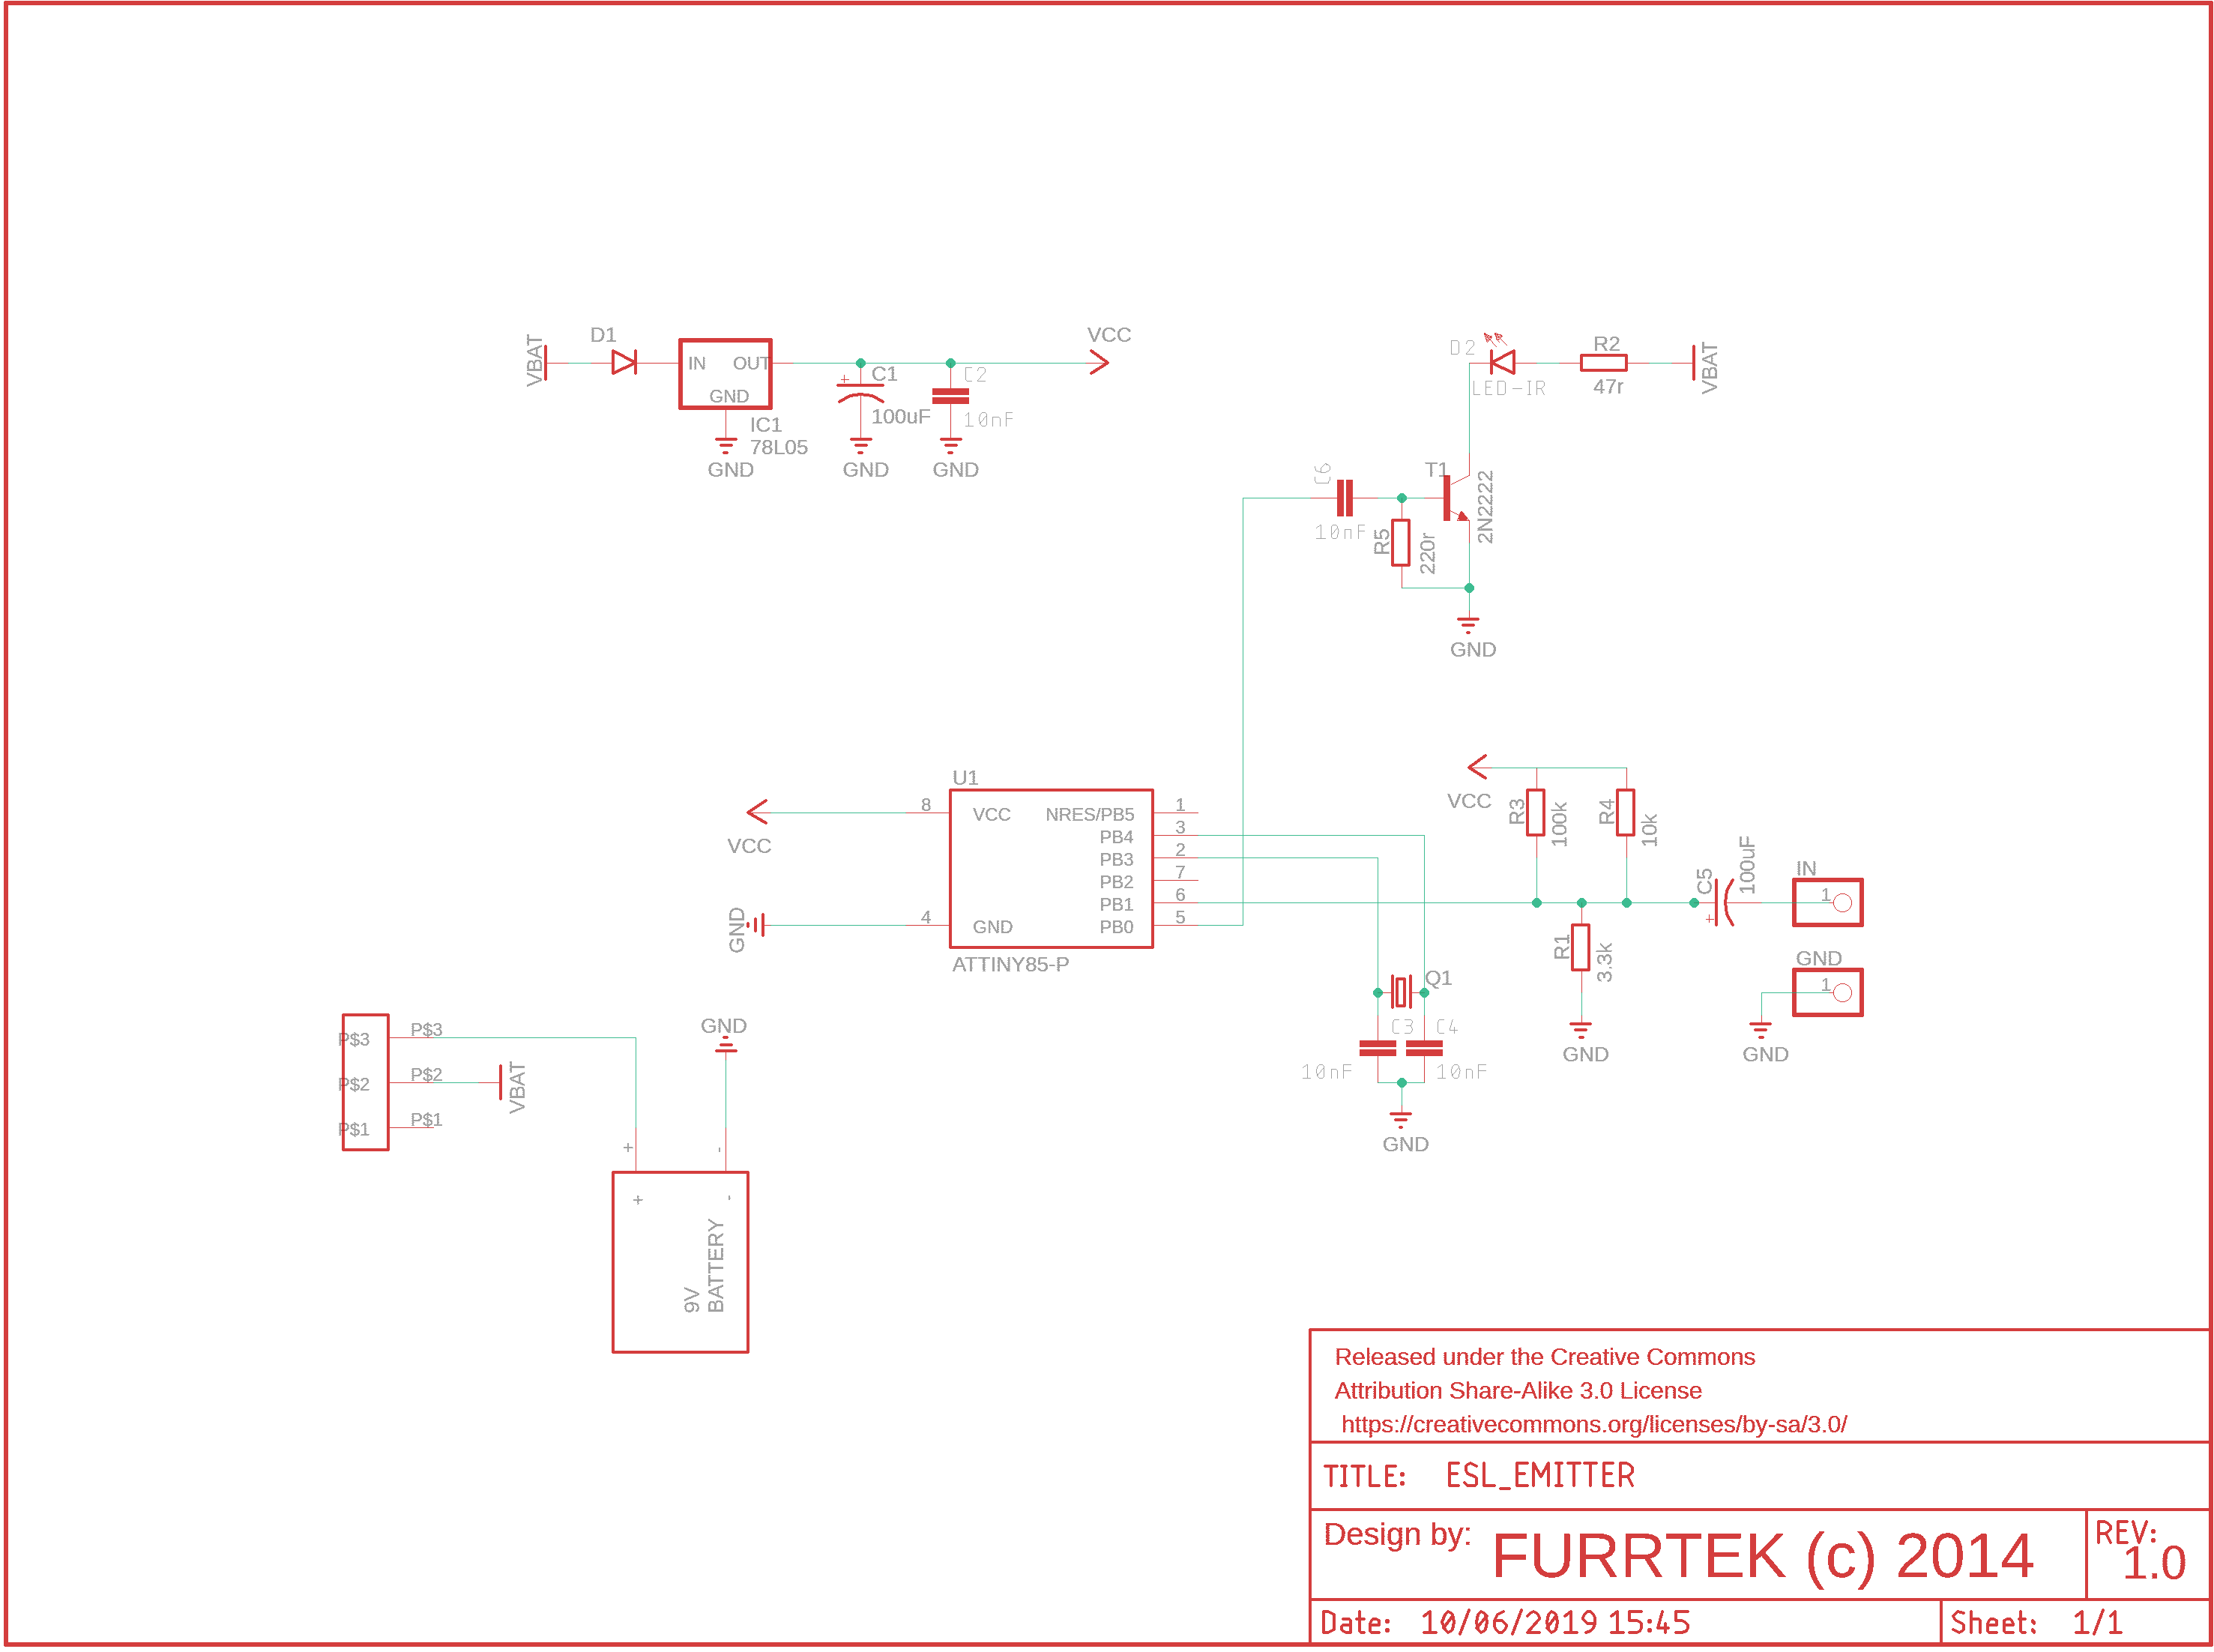 VBAT
D1
IN
OUT
GND
IC1
78L05
GND
C1
100uF
GND
C2
10nF
GND
VCC
D2
LED-IR
R2
47r
VBAT
C6
10nF
R5
220r
T1
2N2222
GND
U1
8
VCC
NRES/PB5
1
PB4
3
PB3
2
PB2
7
PB1
6
4
GND
PB0
5
ATTINY85-P
VCC
GND
VCC
R3
100k
R4
10k
C5
100uF
+
IN
1
GND
1
GND
R1
3.3k
GND
Q1
C3
10nF
C4
10nF
GND
P$3
P$3
P$2
P$2
P$1
P$1
VBAT
GND
+
-
+
-
9V
BATTERY
+
Released under the Creative Commons
Attribution Share-Alike 3.0 License
https://creativecommons.org/licenses/by-sa/3.0/
TITLE: ESL_EMITTER
Design by: FURRTEK (c) 2014
REV:
1.0
Date: 10/06/2019 15:45
Sheet: 1/1